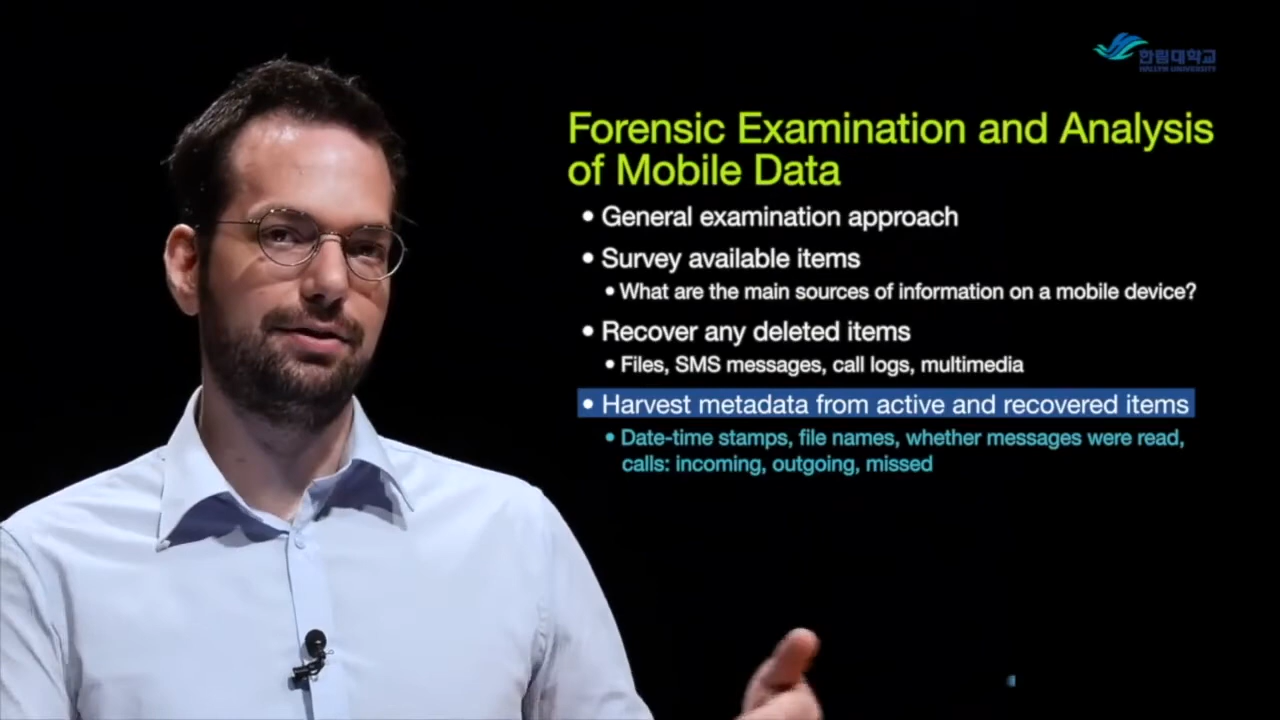 한림대학교
HALLYM UNIVERSITY
Forensic Examination and Analysis
of Mobile Data
• General examination approach
• Survey available items
• What are the main sources of information on a mobile device?
• Recover any deleted items
• Files, SMS messages, call logs, multimedia
• Harvest metadata from active and recovered items
• Date-time stamps, file names, whether messages were read,
calls: incoming, outgoing, missed